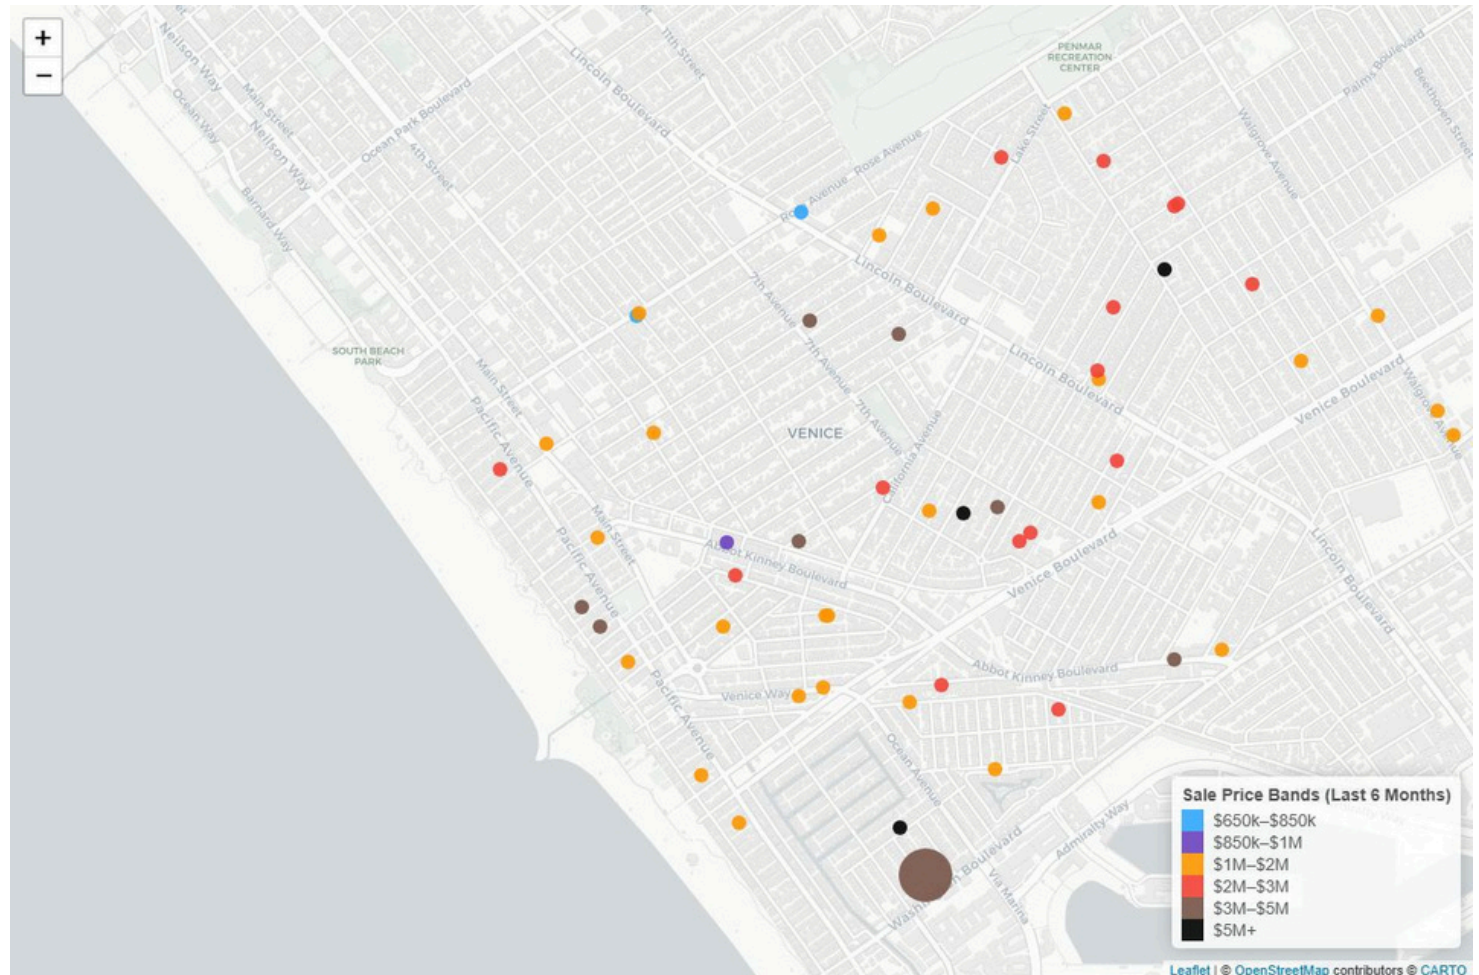 +
−
Neilson Way
Ocean Way
Main Street
Neilson Way
Barnard Way
Ocean Park Boulevard
4th Street
11th Street
Lincoln Boulevard
PENMAR
RECREATION
CENTER
Palms Boulevard
Beethoven Street
Walgrove Avenue
Lake Street
Rose Avenue
Rose Avenue
Lincoln Boulevard
7th Avenue
SOUTH BEACH
PARK
Main Street
Pacific Avenue
7th Avenue
7th Avenue
Lincoln Boulevard
VENICE
California Avenue
Venice Boulevard
Walgrove Avenue
Main Street
Pacific Avenue
Abbot Kinney Boulevard
Venice Boulevard
Lincoln Boulevard
Abbot Kinney Boulevard
Venice Way
Pacific Avenue
Ocean Avenue
Washington Boulevard
Admiralty Way
Via Marina
Sale Price Bands (Last 6 Months)
$650k–$850k
$850k–$1M
$1M–$2M
$2M–$3M
$3M–$5M
$5M+
Leaflet | © OpenStreetMap contributors © CARTO